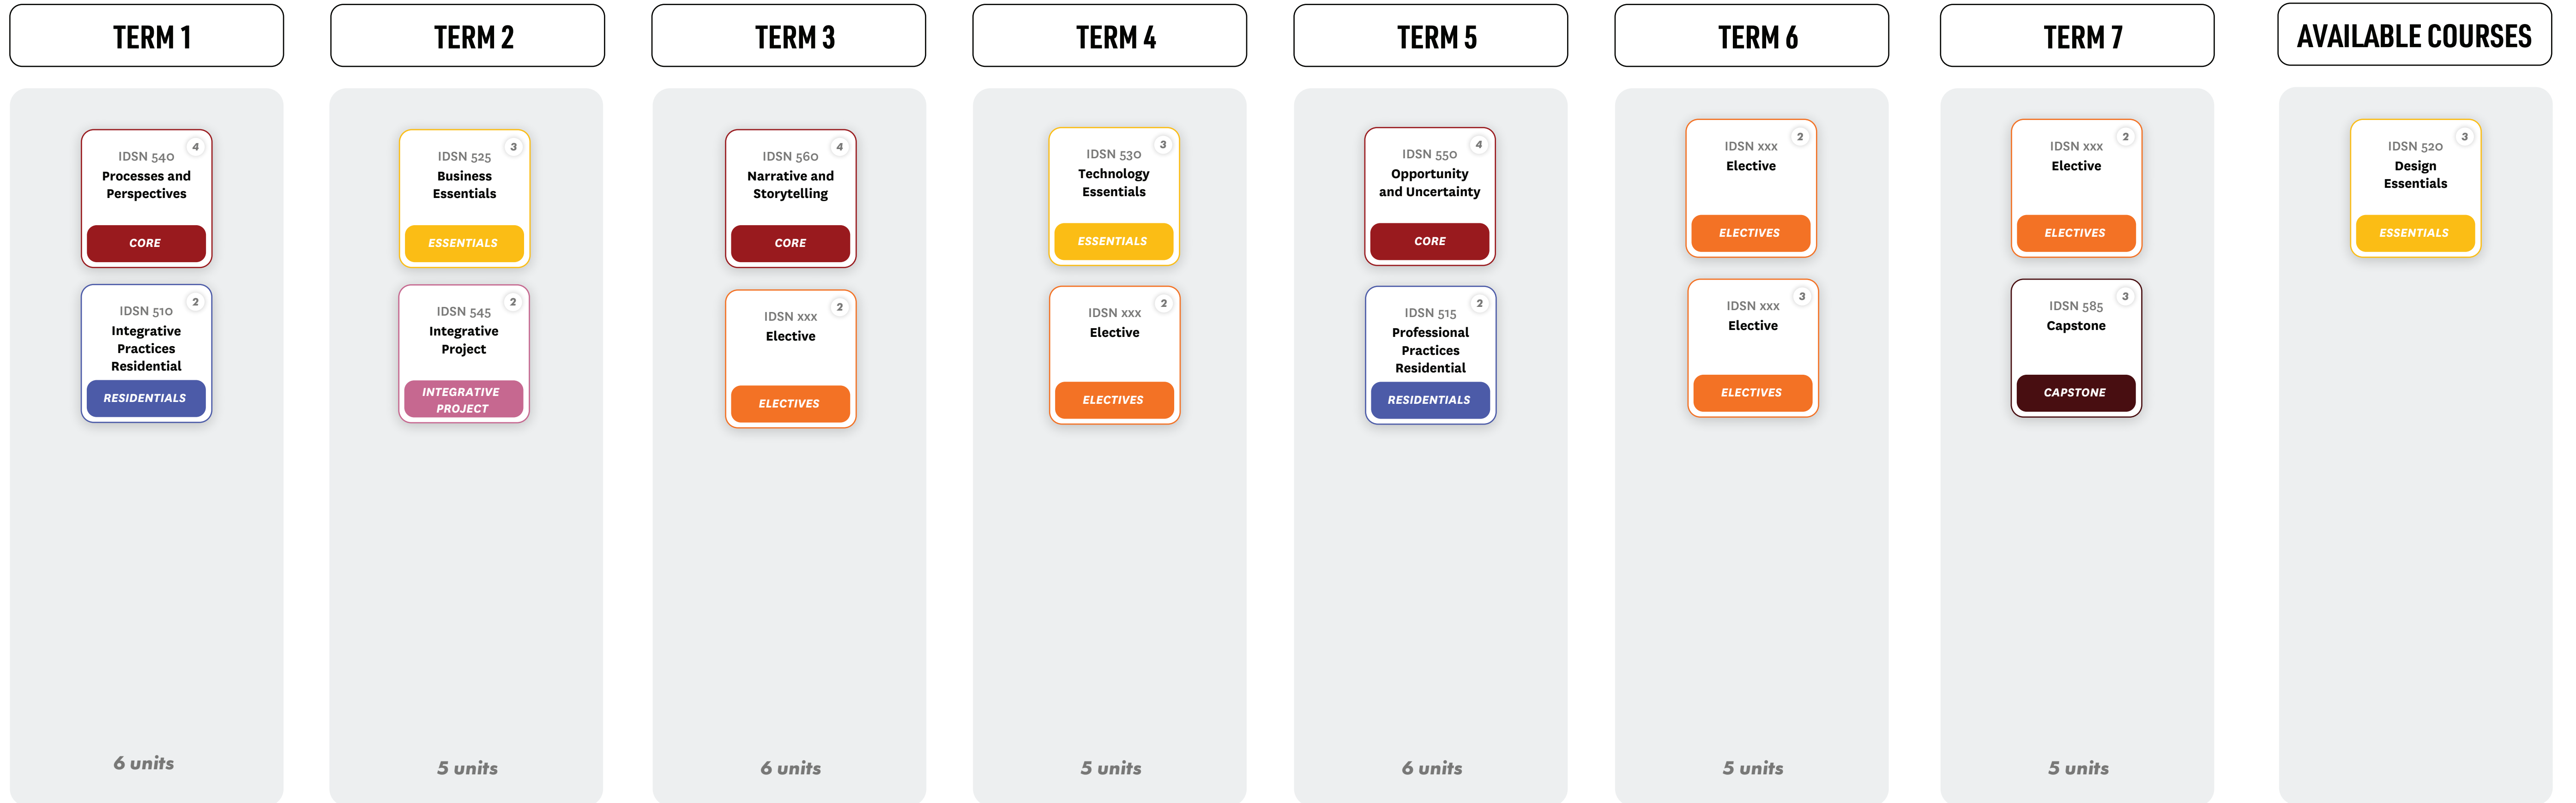 TERM 1
TERM 2
TERM 3
TERM 4
TERM 5
TERM 6
TERM 7
AVAILABLE COURSES
4
IDSN 540
Processes and
Perspectives
CORE
2
IDSN 510
Integrative
Practices
Residential
RESIDENTIALS
6 units
3
IDSN 525
Business
Essentials
ESSENTIALS
2
IDSN 545
Integrative
Project
INTEGRATIVE
PROJECT
5 units
4
IDSN 560
Narrative and
Storytelling
CORE
2
IDSN xxx
Elective
ELECTIVES
6 units
3
IDSN 530
Technology
Essentials
ESSENTIALS
2
IDSN xxx
Elective
ELECTIVES
5 units
4
IDSN 550
Opportunity
and Uncertainty
CORE
2
IDSN 515
Professional
Practices
Residential
RESIDENTIALS
6 units
2
IDSN xxx
Elective
ELECTIVES
3
IDSN xxx
Elective
ELECTIVES
5 units
2
IDSN xxx
Elective
ELECTIVES
3
IDSN 585
Capstone
CAPSTONE
5 units
3
IDSN 520
Design
Essentials
ESSENTIALS